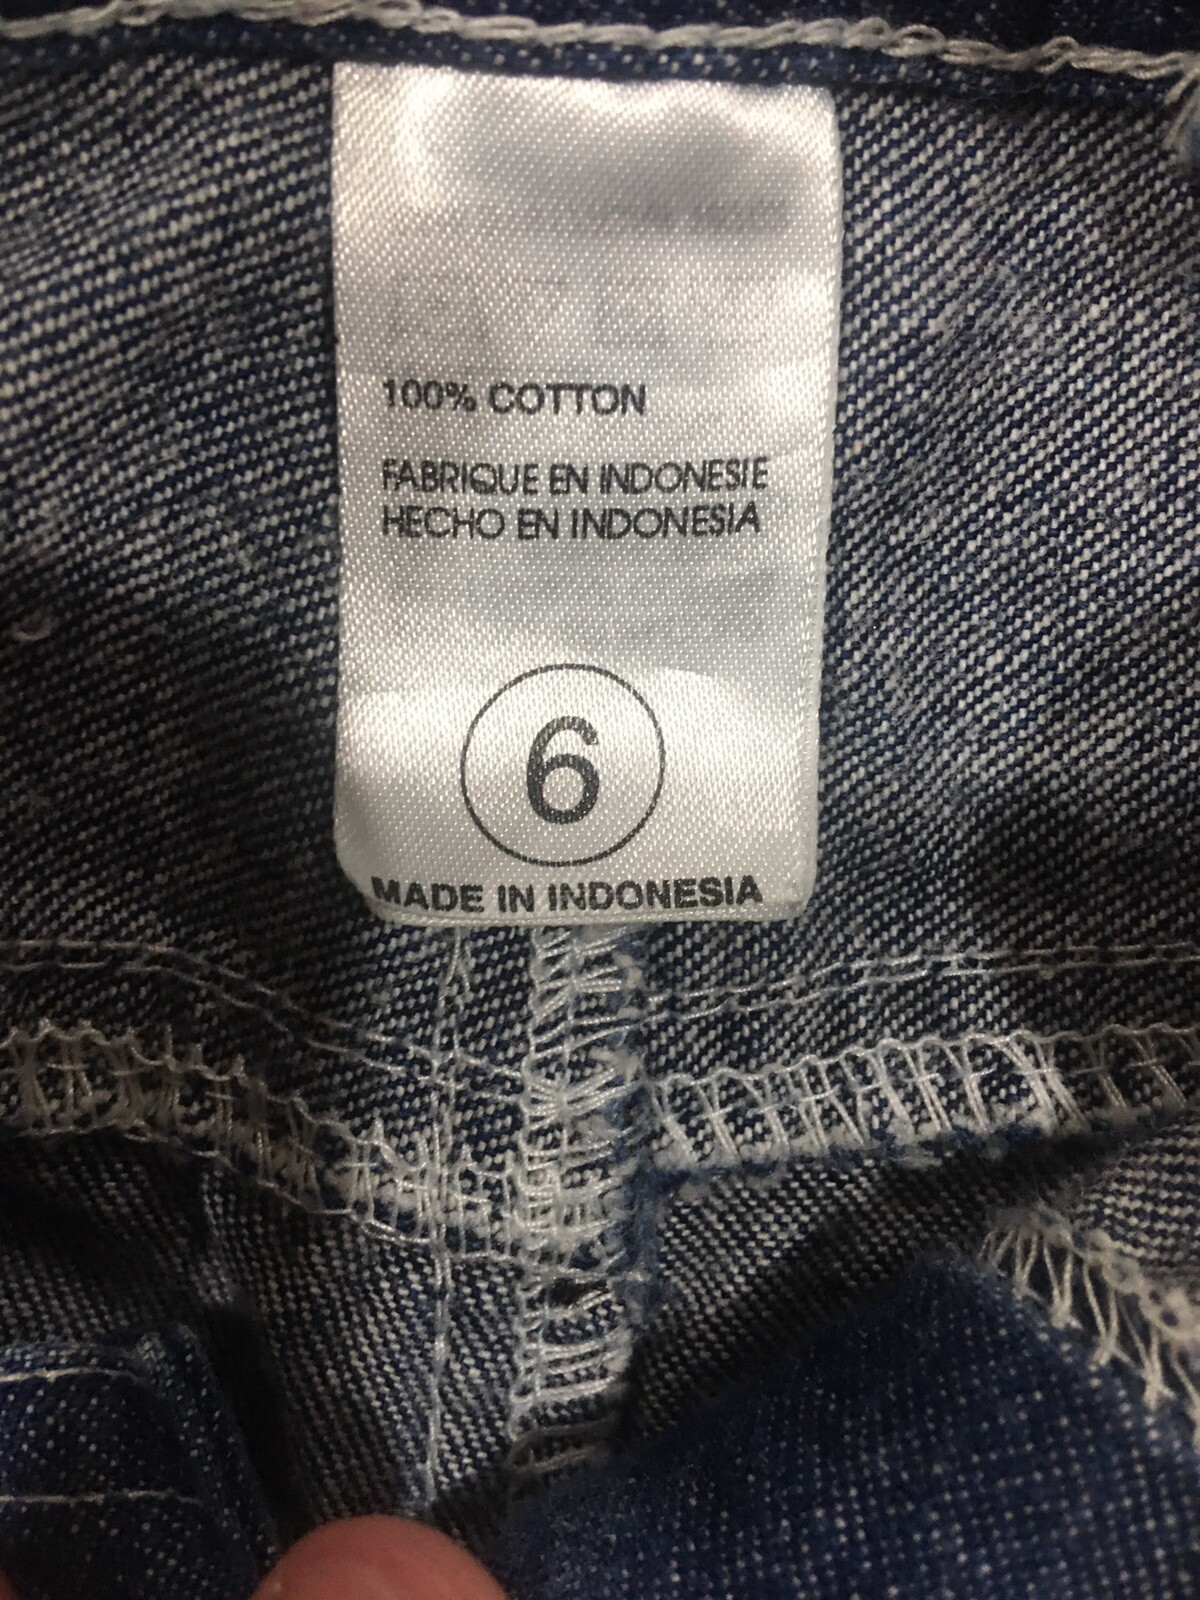 100% COTTON
FABRIQUE EN INDONESIE
HECHO EN INDONESIA
6
MADE IN INDONESIA